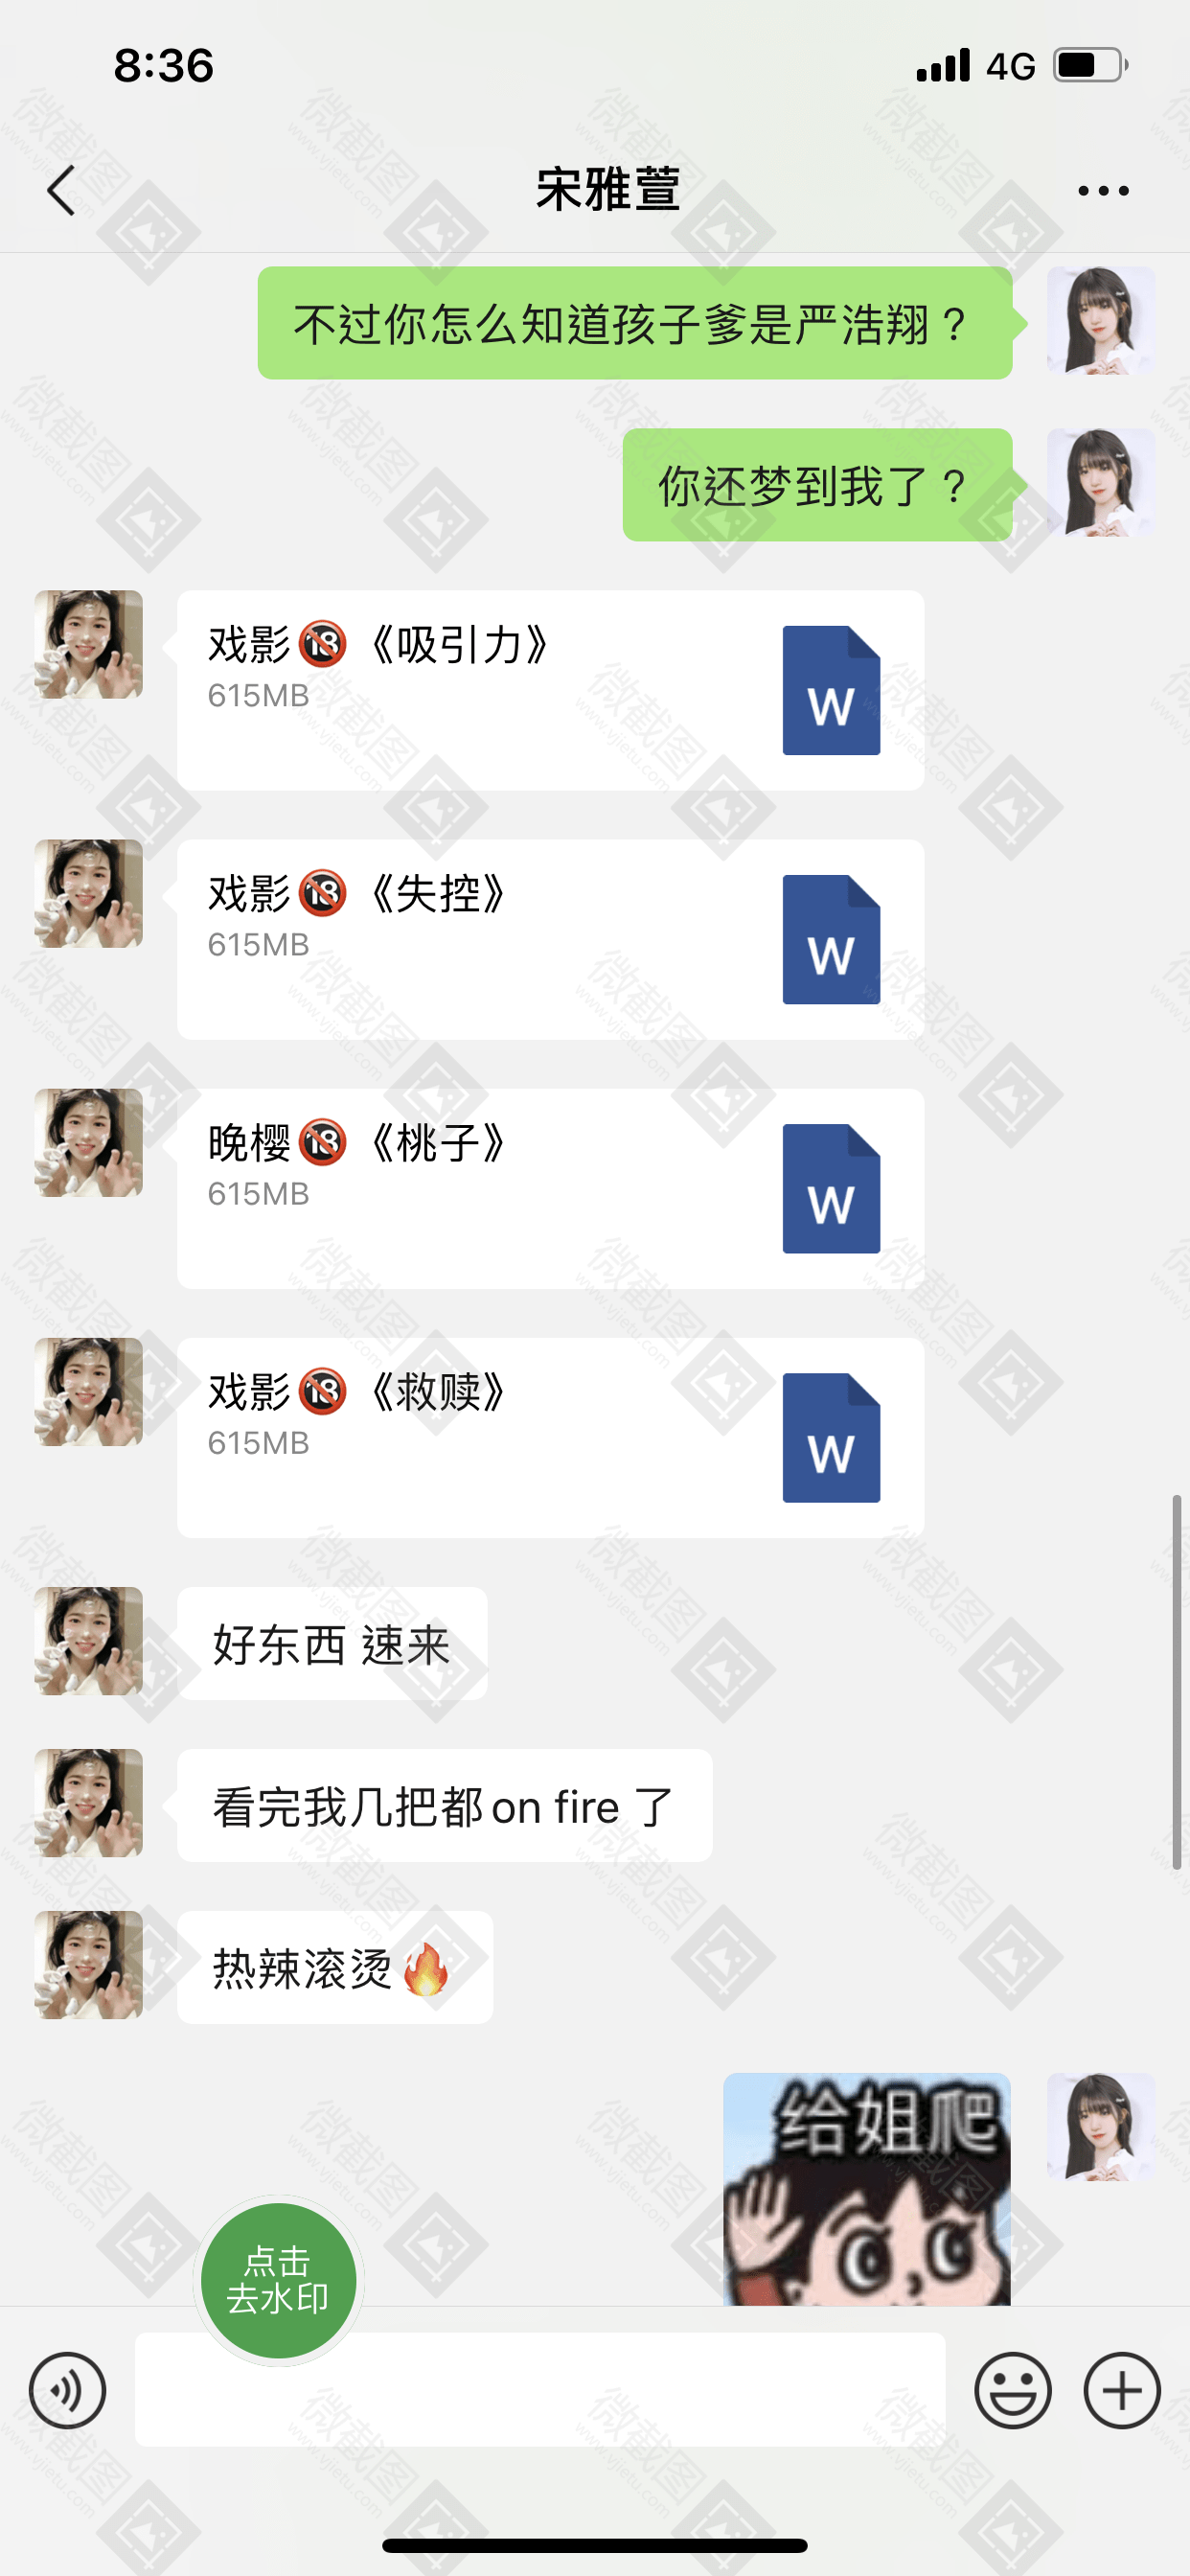 8:36
4G
宋雅萱
不过你怎么知道孩子爹是严浩翔？
你还梦到我了？
戏影🔞《吸引力》
615MB
W
戏影🔞《失控》
615MB
W
晚樱🔞《桃子》
615MB
W
戏影🔞《救赎》
615MB
W
好东西 速来
看完我几把都on fire 了
热辣滚烫🔥
给姐爬
点击
去水印
微截图
www.vjietu.com